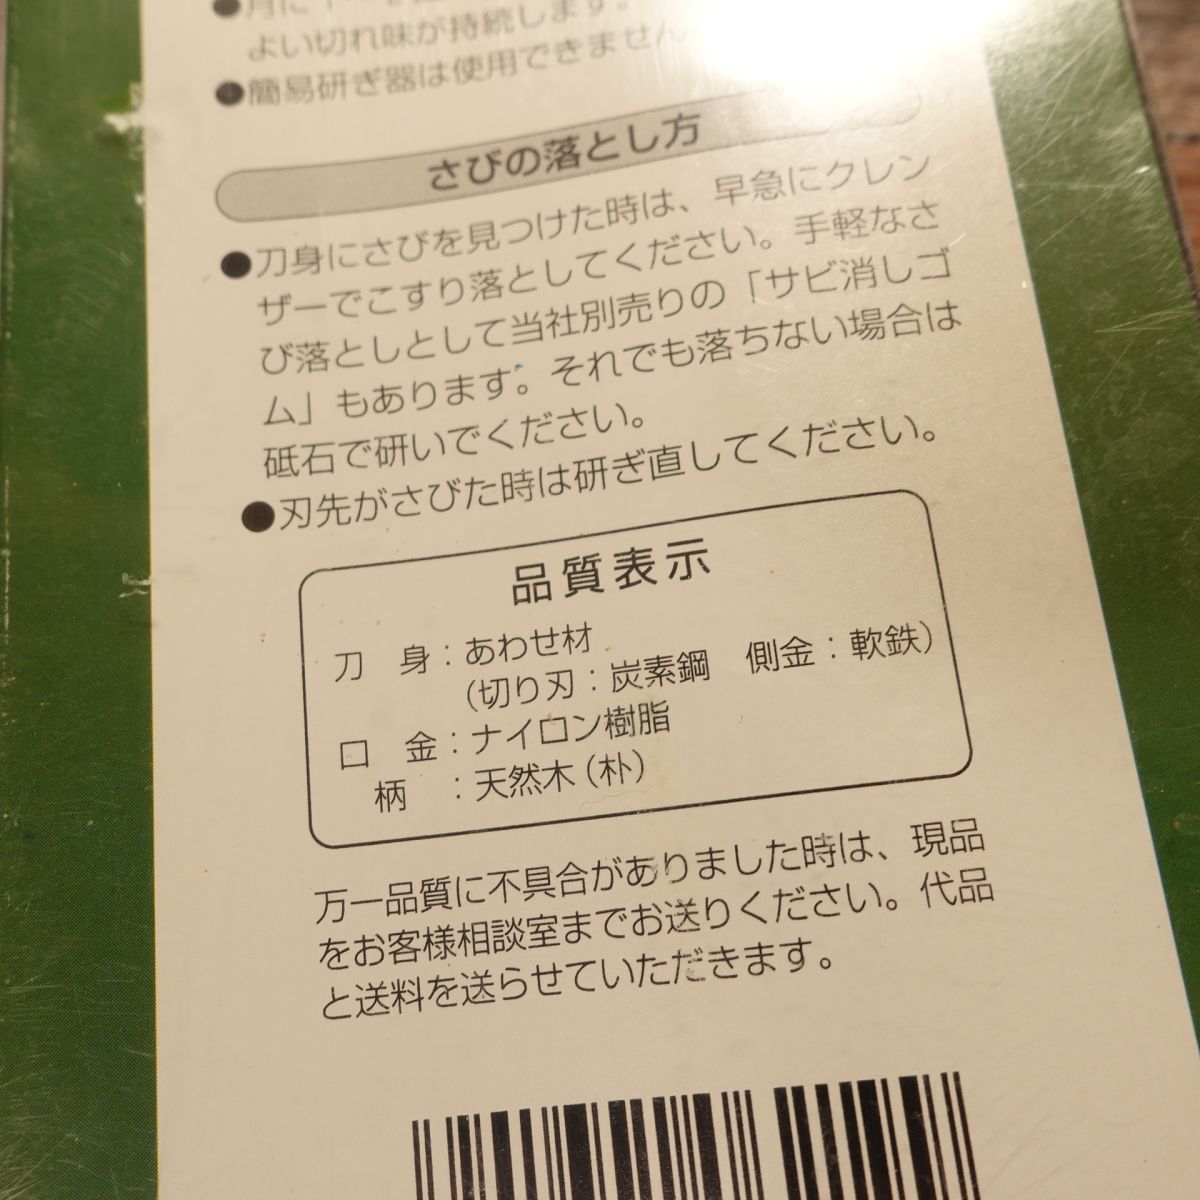 よい切れ味が持続します。
●簡易研ぎ器は使用できません
さびの落とし方
●刀身にさびを見つけた時は、早急にクレン
ザーでこすり落としてください。手軽なさ
び落としとして当社別売りの「サビ消しゴ
ム」もあります。それでも落ちない場合は
砥石で研いでください。
●刃先がさびた時は研ぎ直してください。
品質表示
刀　身：あわせ材
（切り刃：炭素鋼　側金：軟鉄）
口　金：ナイロン樹脂
柄　：天然木（朴）
万一品質に不具合がありました時は、現品
をお客様相談室までお送りください。代品
と送料を送らせていただきます。